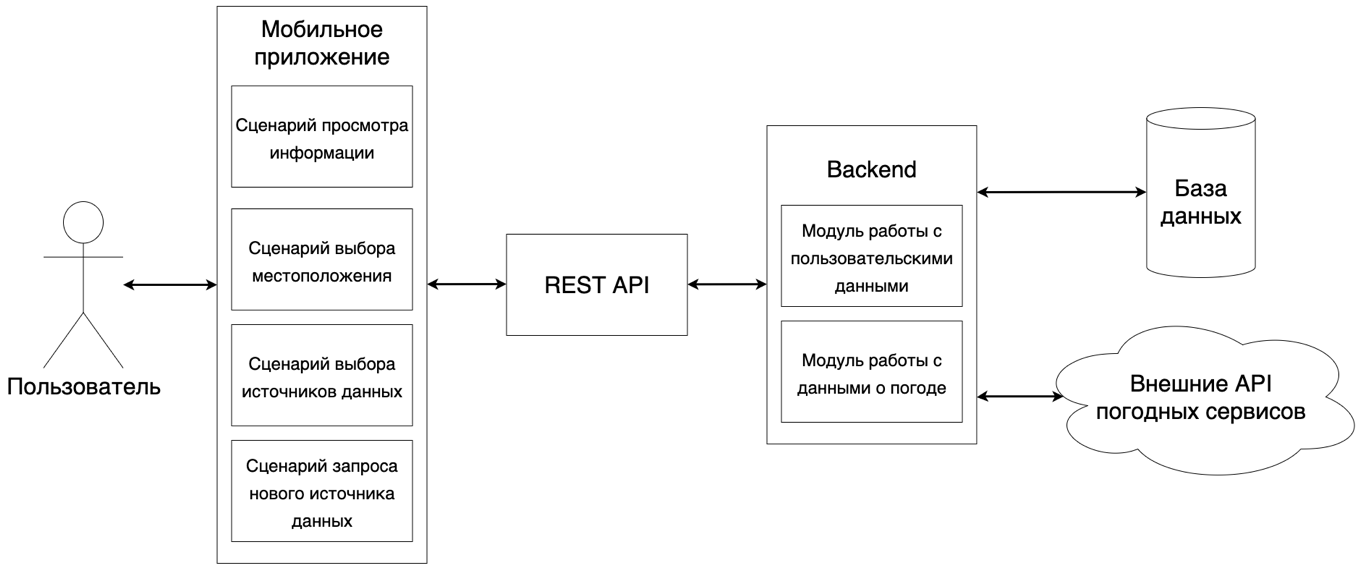 Мобильное
приложение
Сценарий просмотра
информации
Сценарий выбора
местоположения
Сценарий выбора
источников данных
Сценарий запроса
нового источника
данных
Пользователь
REST API
Backend
Модуль работы с
пользовательскими
данными
Модуль работы с
данными о погоде
База
данных
Внешние API
погодных сервисов